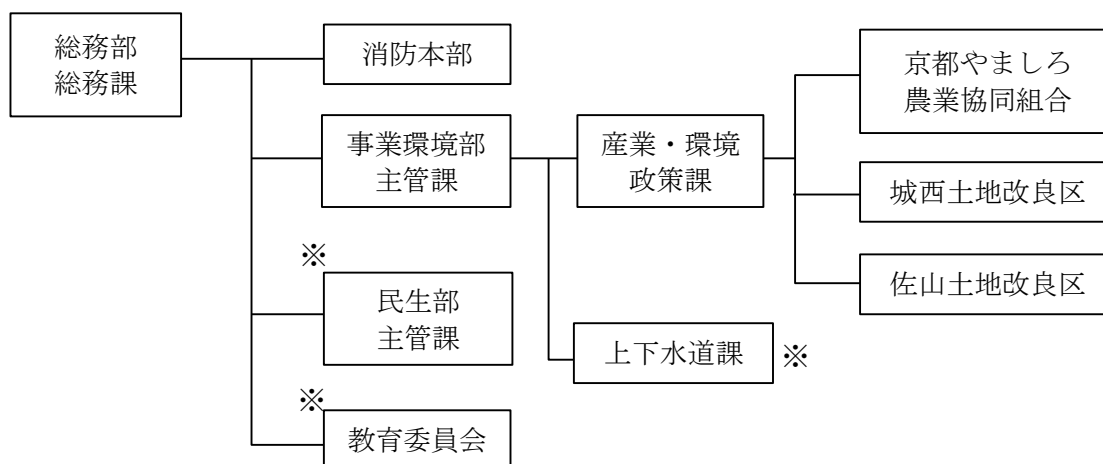 総務部
総務課
消防本部
事業環境部
主管課
※
民生部
主管課
※
教育委員会
産業・環境
政策課
上下水道課
※
京都やましろ
農業協同組合
城西土地改良区
佐山土地改良区